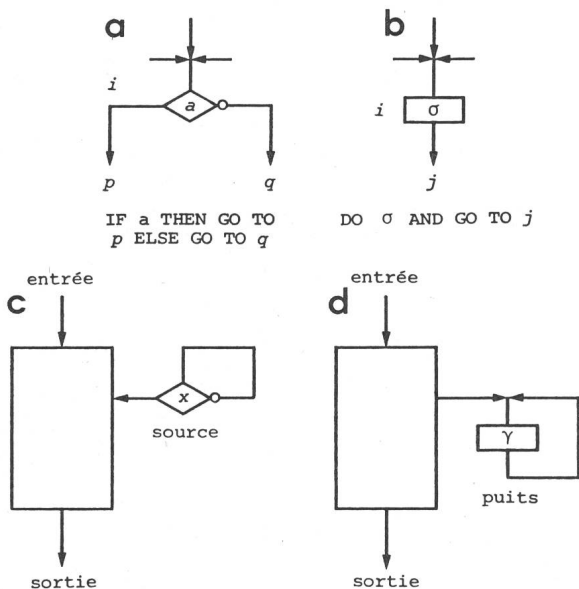 a
b
i
a
i
σ
p
q
j
IF a THEN GO TO
p ELSE GO TO q
DO σ AND GO TO j
entrée
entrée
c
d
x
source
γ
puits
sortie
sortie